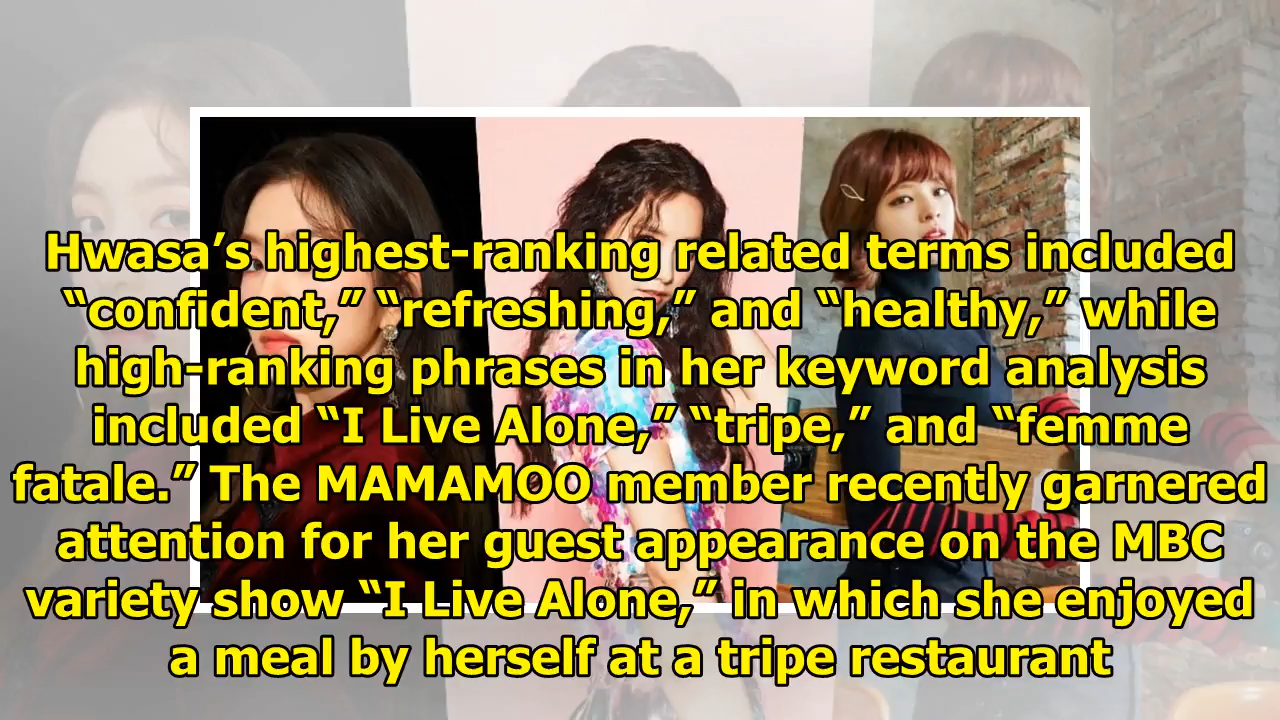 Hwasa’s highest-ranking related terms included
“confident,” “refreshing,” and “healthy,” while
high-ranking phrases in her keyword analysis
included “I Live Alone,” “tripe,” and “femme
fatale.” The MAMAMOO member recently garnered
attention for her guest appearance on the MBC
variety show “I Live Alone,” in which she enjoyed
a meal by herself at a tripe restaurant